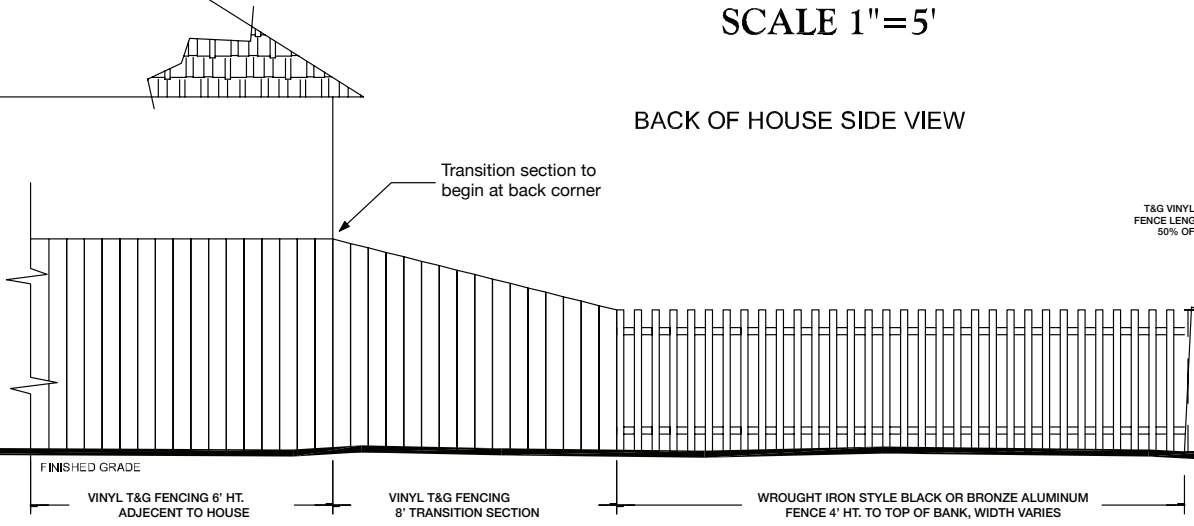 SCALE 1"=5'
BACK OF HOUSE SIDE VIEW
Transition section to
begin at back corner
T&G VINYL
FENCE LENG
50% OF
FINISHED GRADE
VINYL T&G FENCING 6' HT.
ADJECENT TO HOUSE
VINYL T&G FENCING
8' TRANSITION SECTION
WROUGHT IRON STYLE BLACK OR BRONZE ALUMINUM
FENCE 4' HT. TO TOP OF BANK, WIDTH VARIES